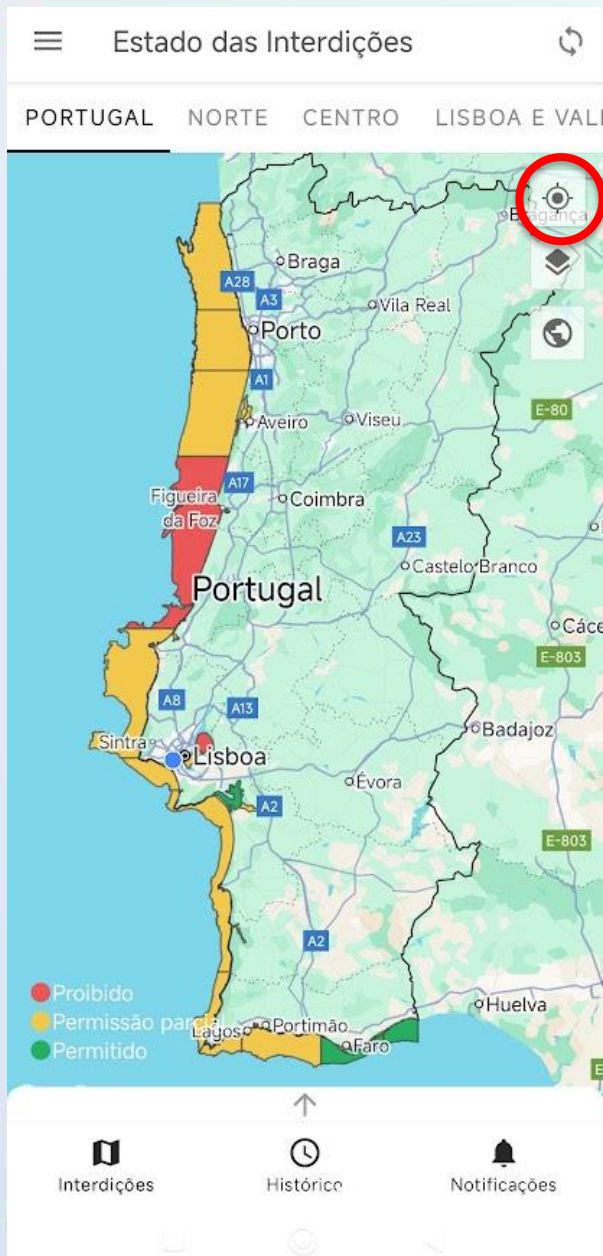 Estado das Interdições
PORTUGAL NORTE CENTRO LISBOA E VAL
Bragança
Braga
A28
A3
Vila Real
Porto
A1
E-80
Aveiro
Viseu
Figueira
da Foz
A17
Coimbra
A23
Castelo Branco
Portugal
Các
E-803
A8
A13
Sintra
Badajoz
Lisboa
Évora
A2
E-803
A2
Proibido
Huelva
Permissão parcial
Lagos
Portimão
Permitido
Faro
E
Interdições Histórico Notificações